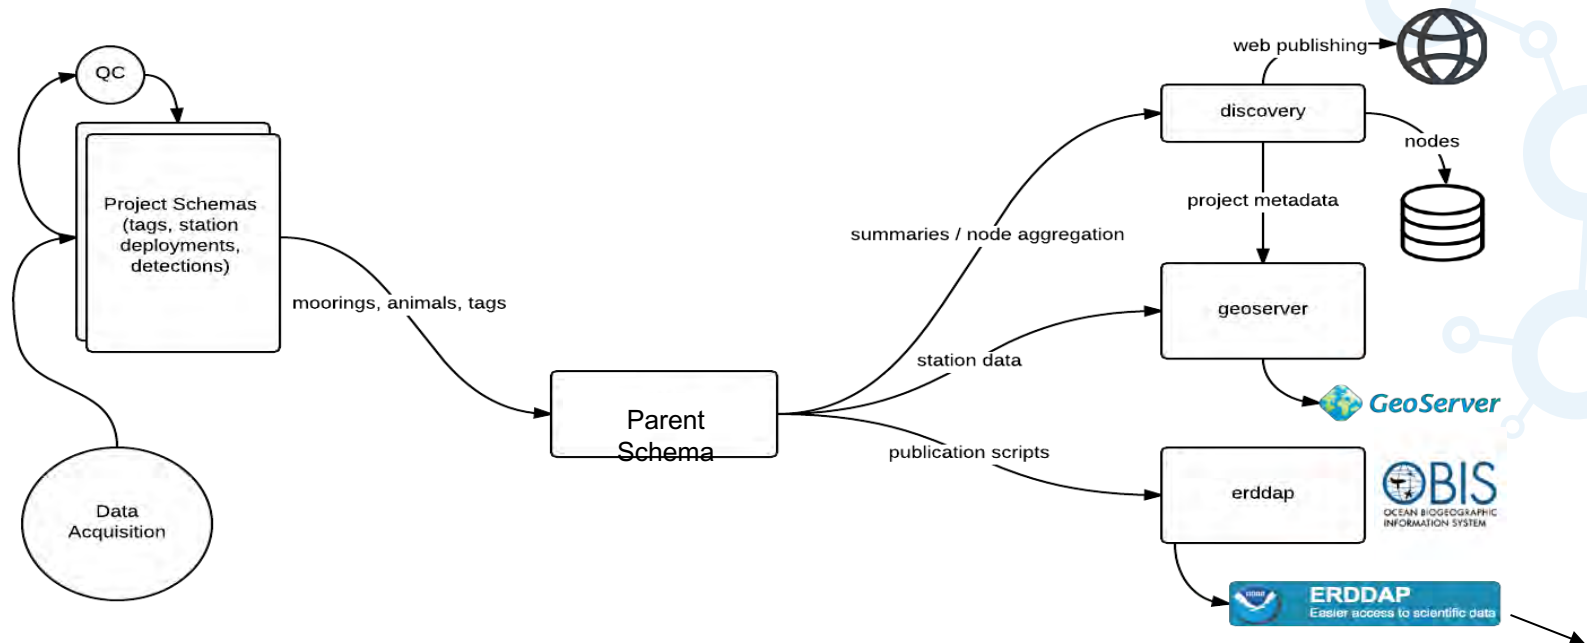 QC
Project Schemas
(tags, station
deployments,
detections)
moorings, animals, tags
Data
Acquisition
Parent
Schema
summaries / node aggregation
station data
publication scripts
web publishing
discovery
nodes
project metadata
geoserver
GeoServer
erddap
OBIS
OCEAN BIOGEOGRAPHIC
INFORMATION SYSTEM
NOAA
ERDDAP
Easier access to scientific data